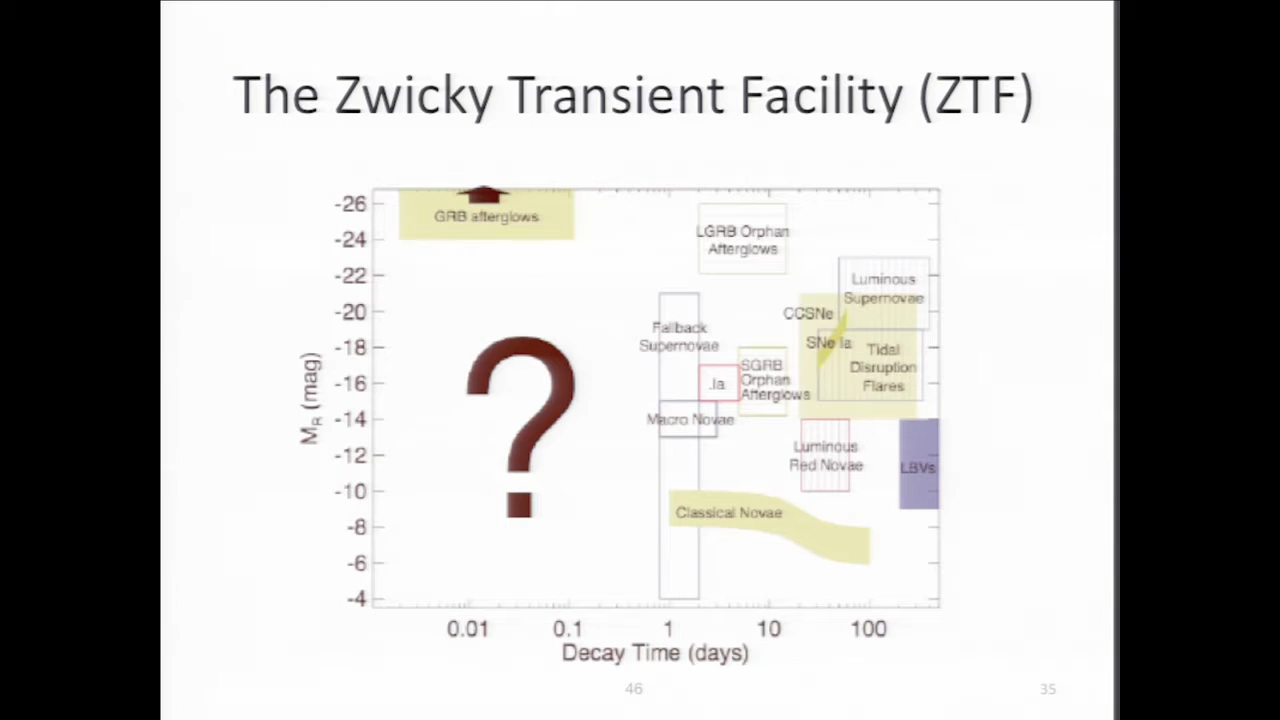 The Zwicky Transient Facility (ZTF)
-26
-24
-22
-20
-18
-16
-14
-12
-10
-8
-6
-4
M_R (mag)
GRB afterglows
LGRB Orphan
Afterglows
Luminous
Supernovae
CCSNe
Fallback
Supernovae
SNe Ia
Tidal
Disruption
Flares
SGRB
Orphan
Afterglows
.Ia
Macro Novae
Luminous
Red Novae
LBVs
Classical Novae
?
0.01
0.1
1
10
100
Decay Time (days)
46
35